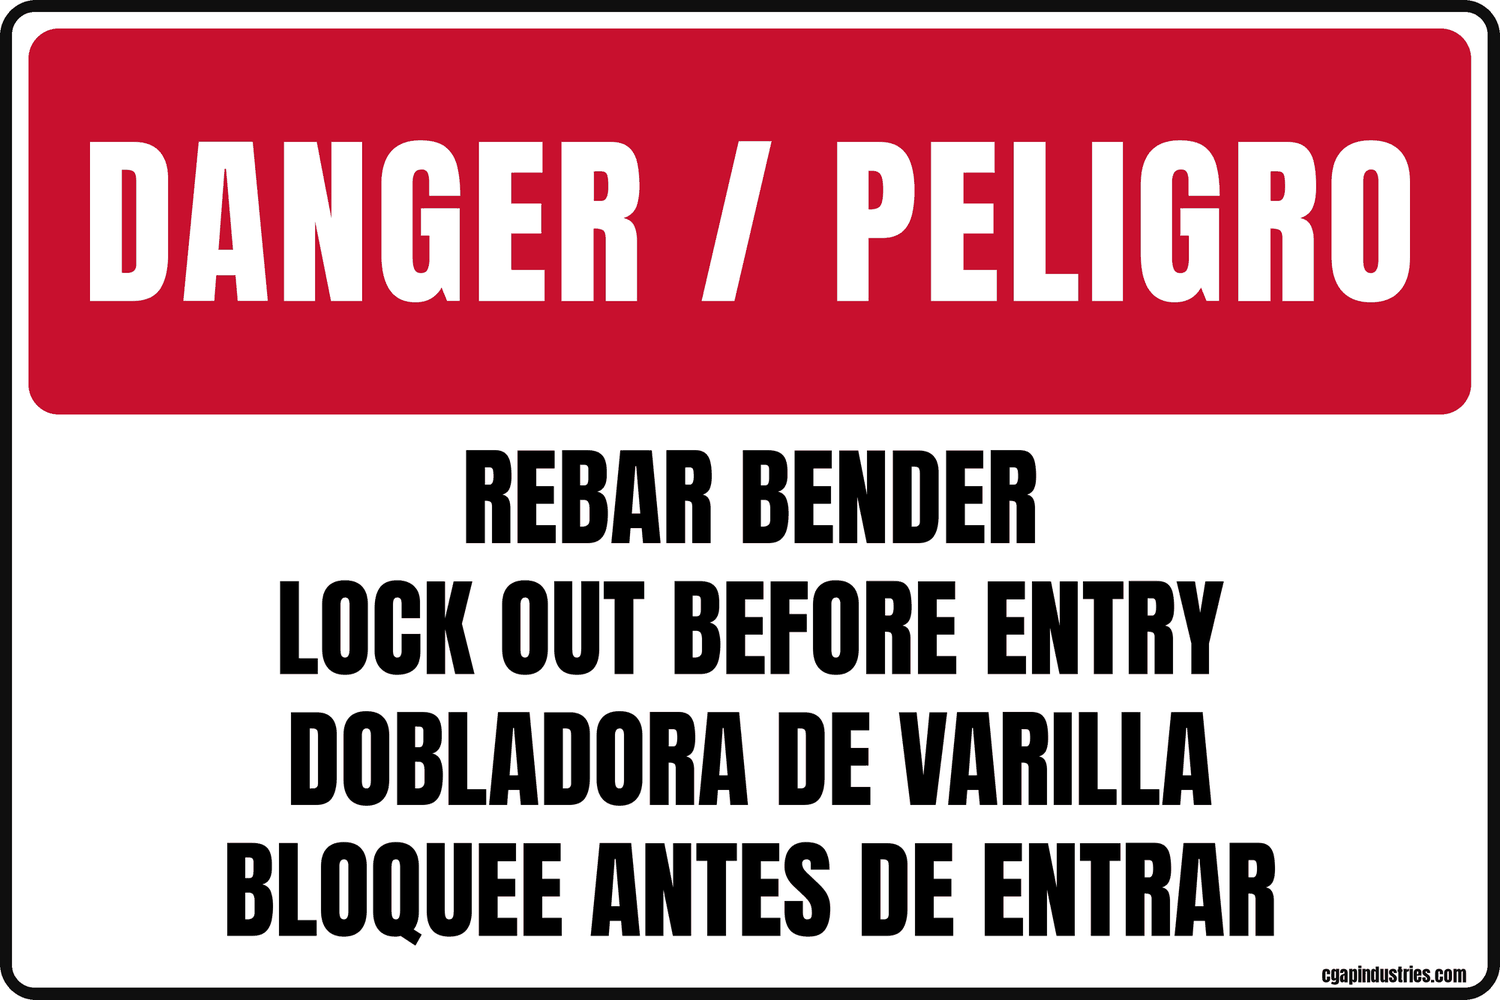 DANGER / PELIGRO
REBAR BENDER
LOCK OUT BEFORE ENTRY
DOBLADORA DE VARILLA
BLOQUEE ANTES DE ENTRAR
cgapindustries.com